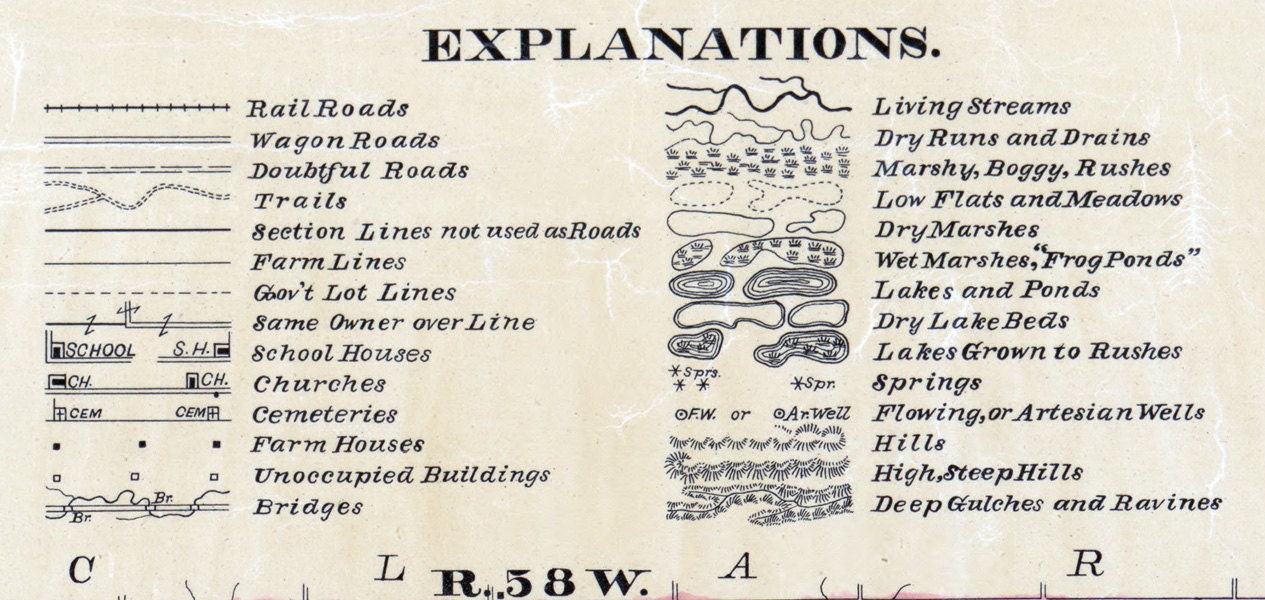 EXPLANATIONS.
Rail Roads
Wagon Roads
Doubtful Roads
Trails
Section Lines not used as Roads
Farm Lines
Gov't Lot Lines
Same Owner over Line
SCHOOL S.H. School Houses
CH. CH. Churches
CEM CEM Cemeteries
Farm Houses
Unoccupied Buildings
Br. Br. Bridges
Living Streams
Dry Runs and Drains
Marshy, Boggy, Rushes
Low Flats and Meadows
Dry Marshes
Wet Marshes, "Frog Ponds"
Lakes and Ponds
Dry Lake Beds
Lakes Grown to Rushes
Sprs. Spr. Springs
F.W. or Ar. Well Flowing, or Artesian Wells
Hills
High, Steep Hills
Deep Gulches and Ravines
C L A R
R. 58 W.